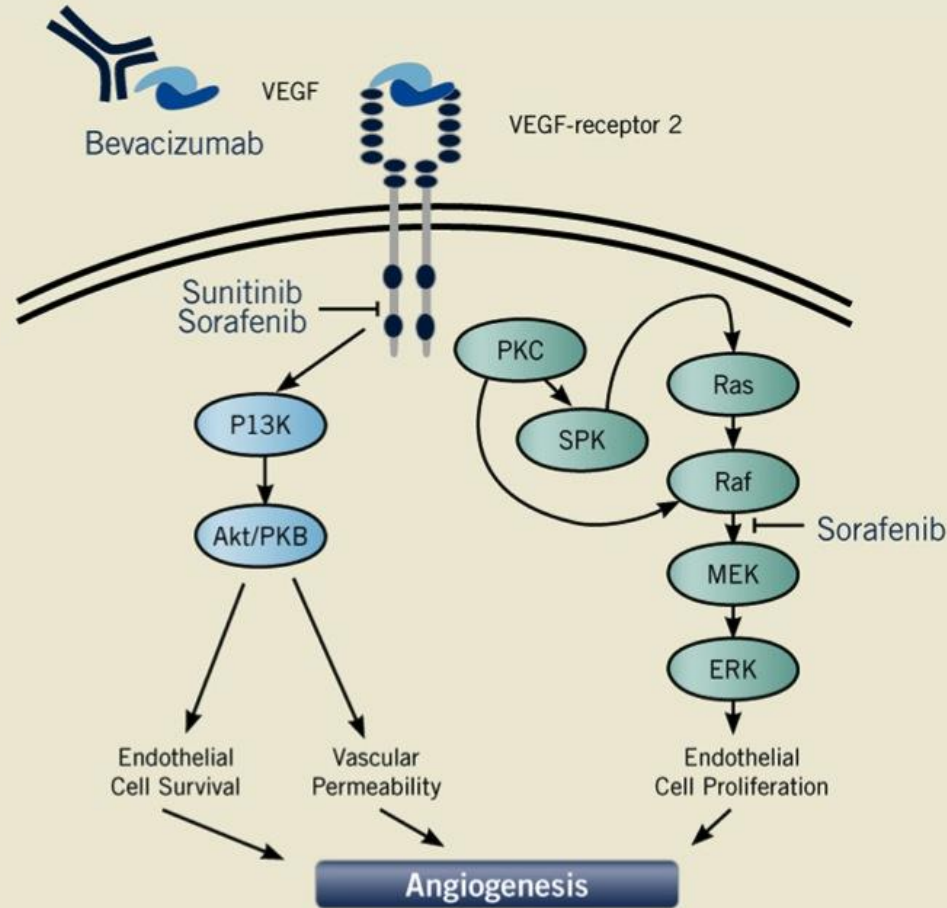 VEGF
Bevacizumab
VEGF-receptor 2
Sunitinib
Sorafenib
PKC
SPK
Ras
P13K
Raf
Akt/PKB
Sorafenib
MEK
ERK
Endothelial
Cell Survival
Vascular
Permeability
Endothelial
Cell Proliferation
Angiogenesis